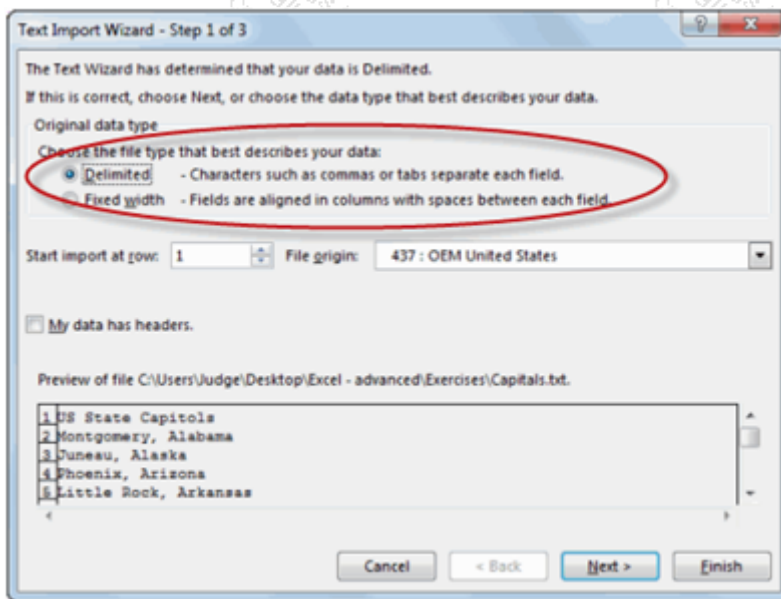 Text Import Wizard - Step 1 of 3
The Text Wizard has determined that your data is Delimited.
If this is correct, choose Next, or choose the data type that best describes your data.
Original data type
Choose the file type that best describes your data:
Delimited - Characters such as commas or tabs separate each field.
Fixed width - Fields are aligned in columns with spaces between each field.
Start import at row: 1 File origin: 437 : OEM United States
My data has headers.
Preview of file C:\Users\Judge\Desktop\Excel - advanced\Exercises\Capitals.txt.
1 US State Capitols
2 Montgomery, Alabama
3 Juneau, Alaska
4 Phoenix, Arizona
5 Little Rock, Arkansas
Cancel < Back Next > Finish